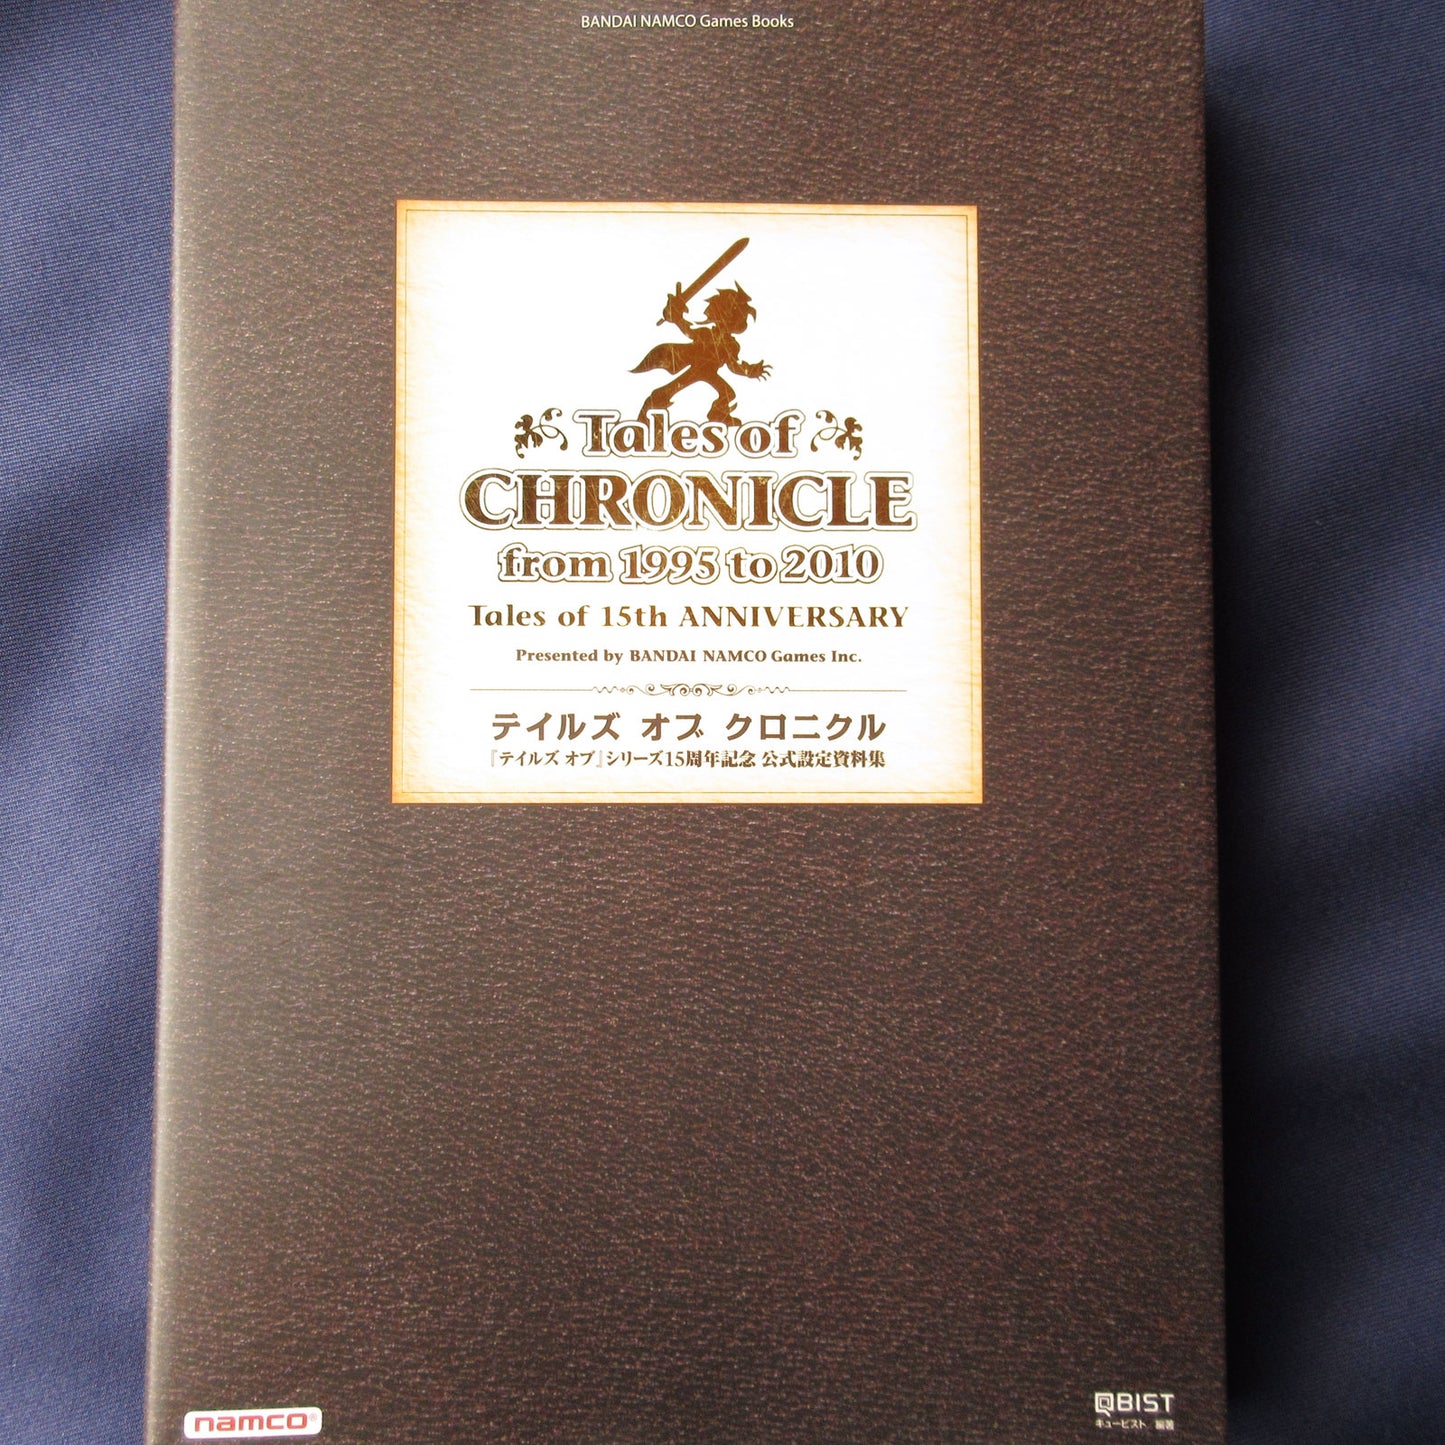 BANDAI NAMCO Games Books
Tales of
CHRONICLE
from 1995 to 2010
Tales of 15th ANNIVERSARY
Presented by BANDAI NAMCO Games Inc.
テイルズ オブ クロニクル
『テイルズ オブ』シリーズ15周年記念 公式設定資料集
namco®
QBIST
キュービスト 編著